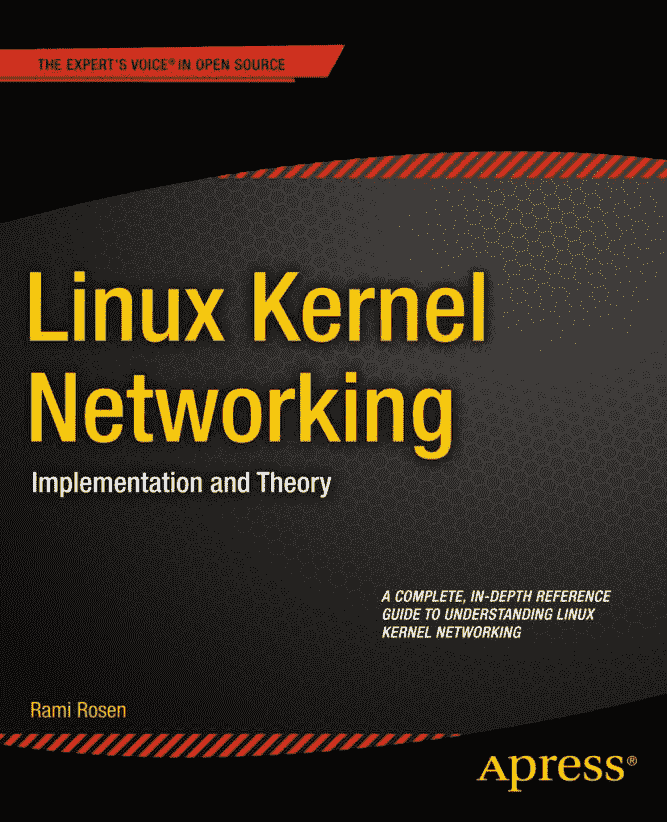 THE EXPERT'S VOICE® IN OPEN SOURCE
Linux Kernel
Networking
Implementation and Theory
A COMPLETE, IN-DEPTH REFERENCE
GUIDE TO UNDERSTANDING LINUX
KERNEL NETWORKING
Rami Rosen
Apress®